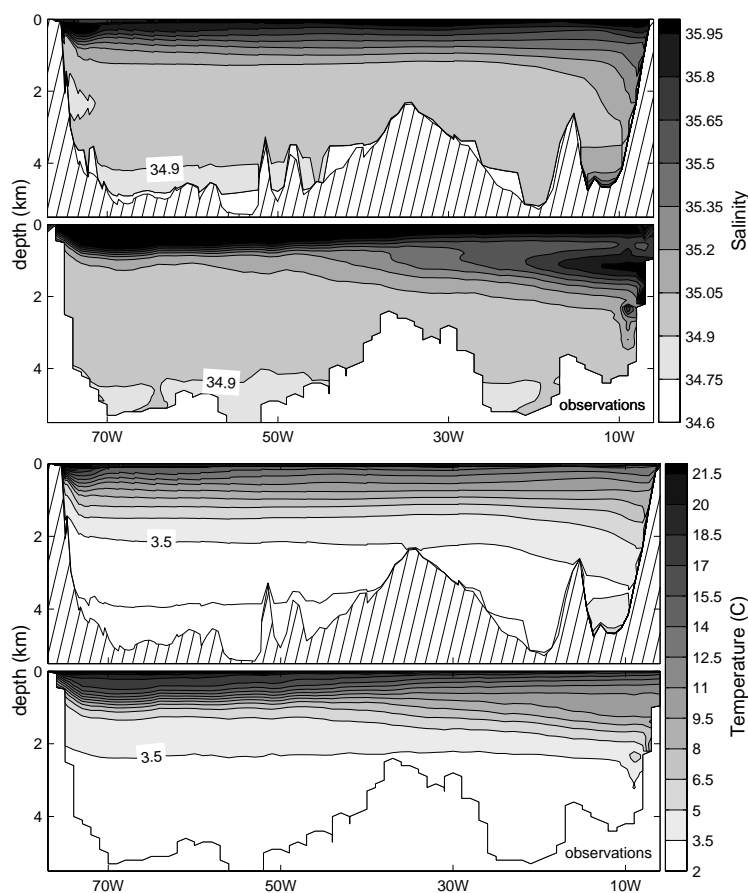 0
2
4
34.9
depth (km)
0
2
4
34.9
observations
70W
50W
30W
10W
35.95
35.8
35.65
35.5
35.35
35.2
35.05
34.9
34.75
34.6
Salinity
0
2
4
3.5
depth (km)
0
2
4
3.5
observations
70W
50W
30W
10W
21.5
20
18.5
17
15.5
14
12.5
11
9.5
8
6.5
5
3.5
2
Temperature (C)